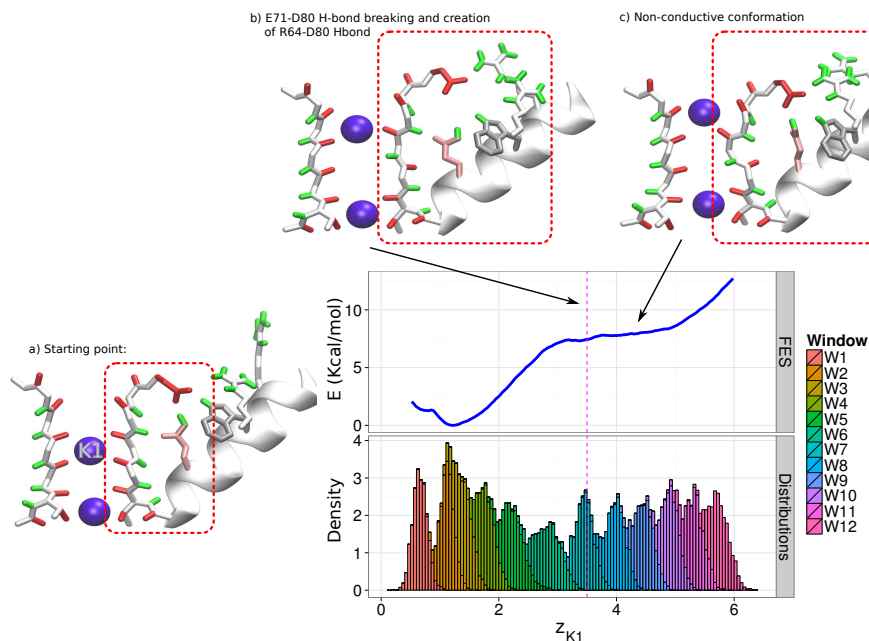 b) E71-D80 H-bond breaking and creation
of R64-D80 Hbond
c) Non-conductive conformation
a) Starting point:
K1
E (Kcal/mol)
10
5
0
FES
Density
4
3
2
1
0
Distributions
0
2
4
6
zK1
Window
W1
W2
W3
W4
W5
W6
W7
W8
W9
W10
W11
W12